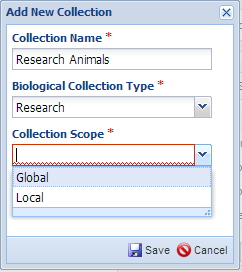 Add New Collection
Collection Name *
Research Animals
Biological Collection Type *
Research
Collection Scope *
Global
Local
Save Cancel